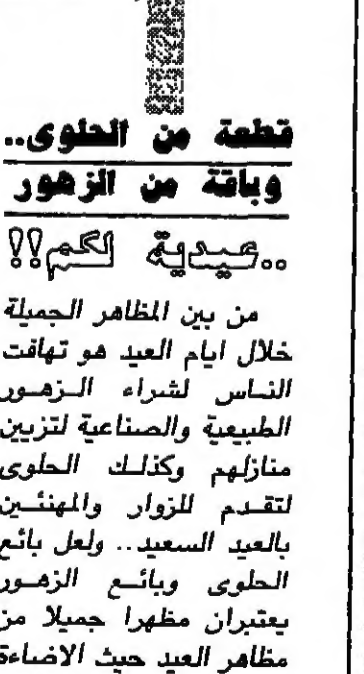 قطعة من الحلوى..
وباقة من الزهور
..عيدية لكم!!
من بين المظاهر الجميلة
خلال ايام العيد هو تهافت
الناس لشراء الزهور
الطبيعية والصناعية لتزيين
منازلهم وكذلك الحلوى
لتقدم للزوار والمهنئين
بالعيد السعيد.. ولعل بائع
الحلوى وبائع الزهور
يعتبران مظهرا جميلا من
مظاهر العيد حيث الاضاءة